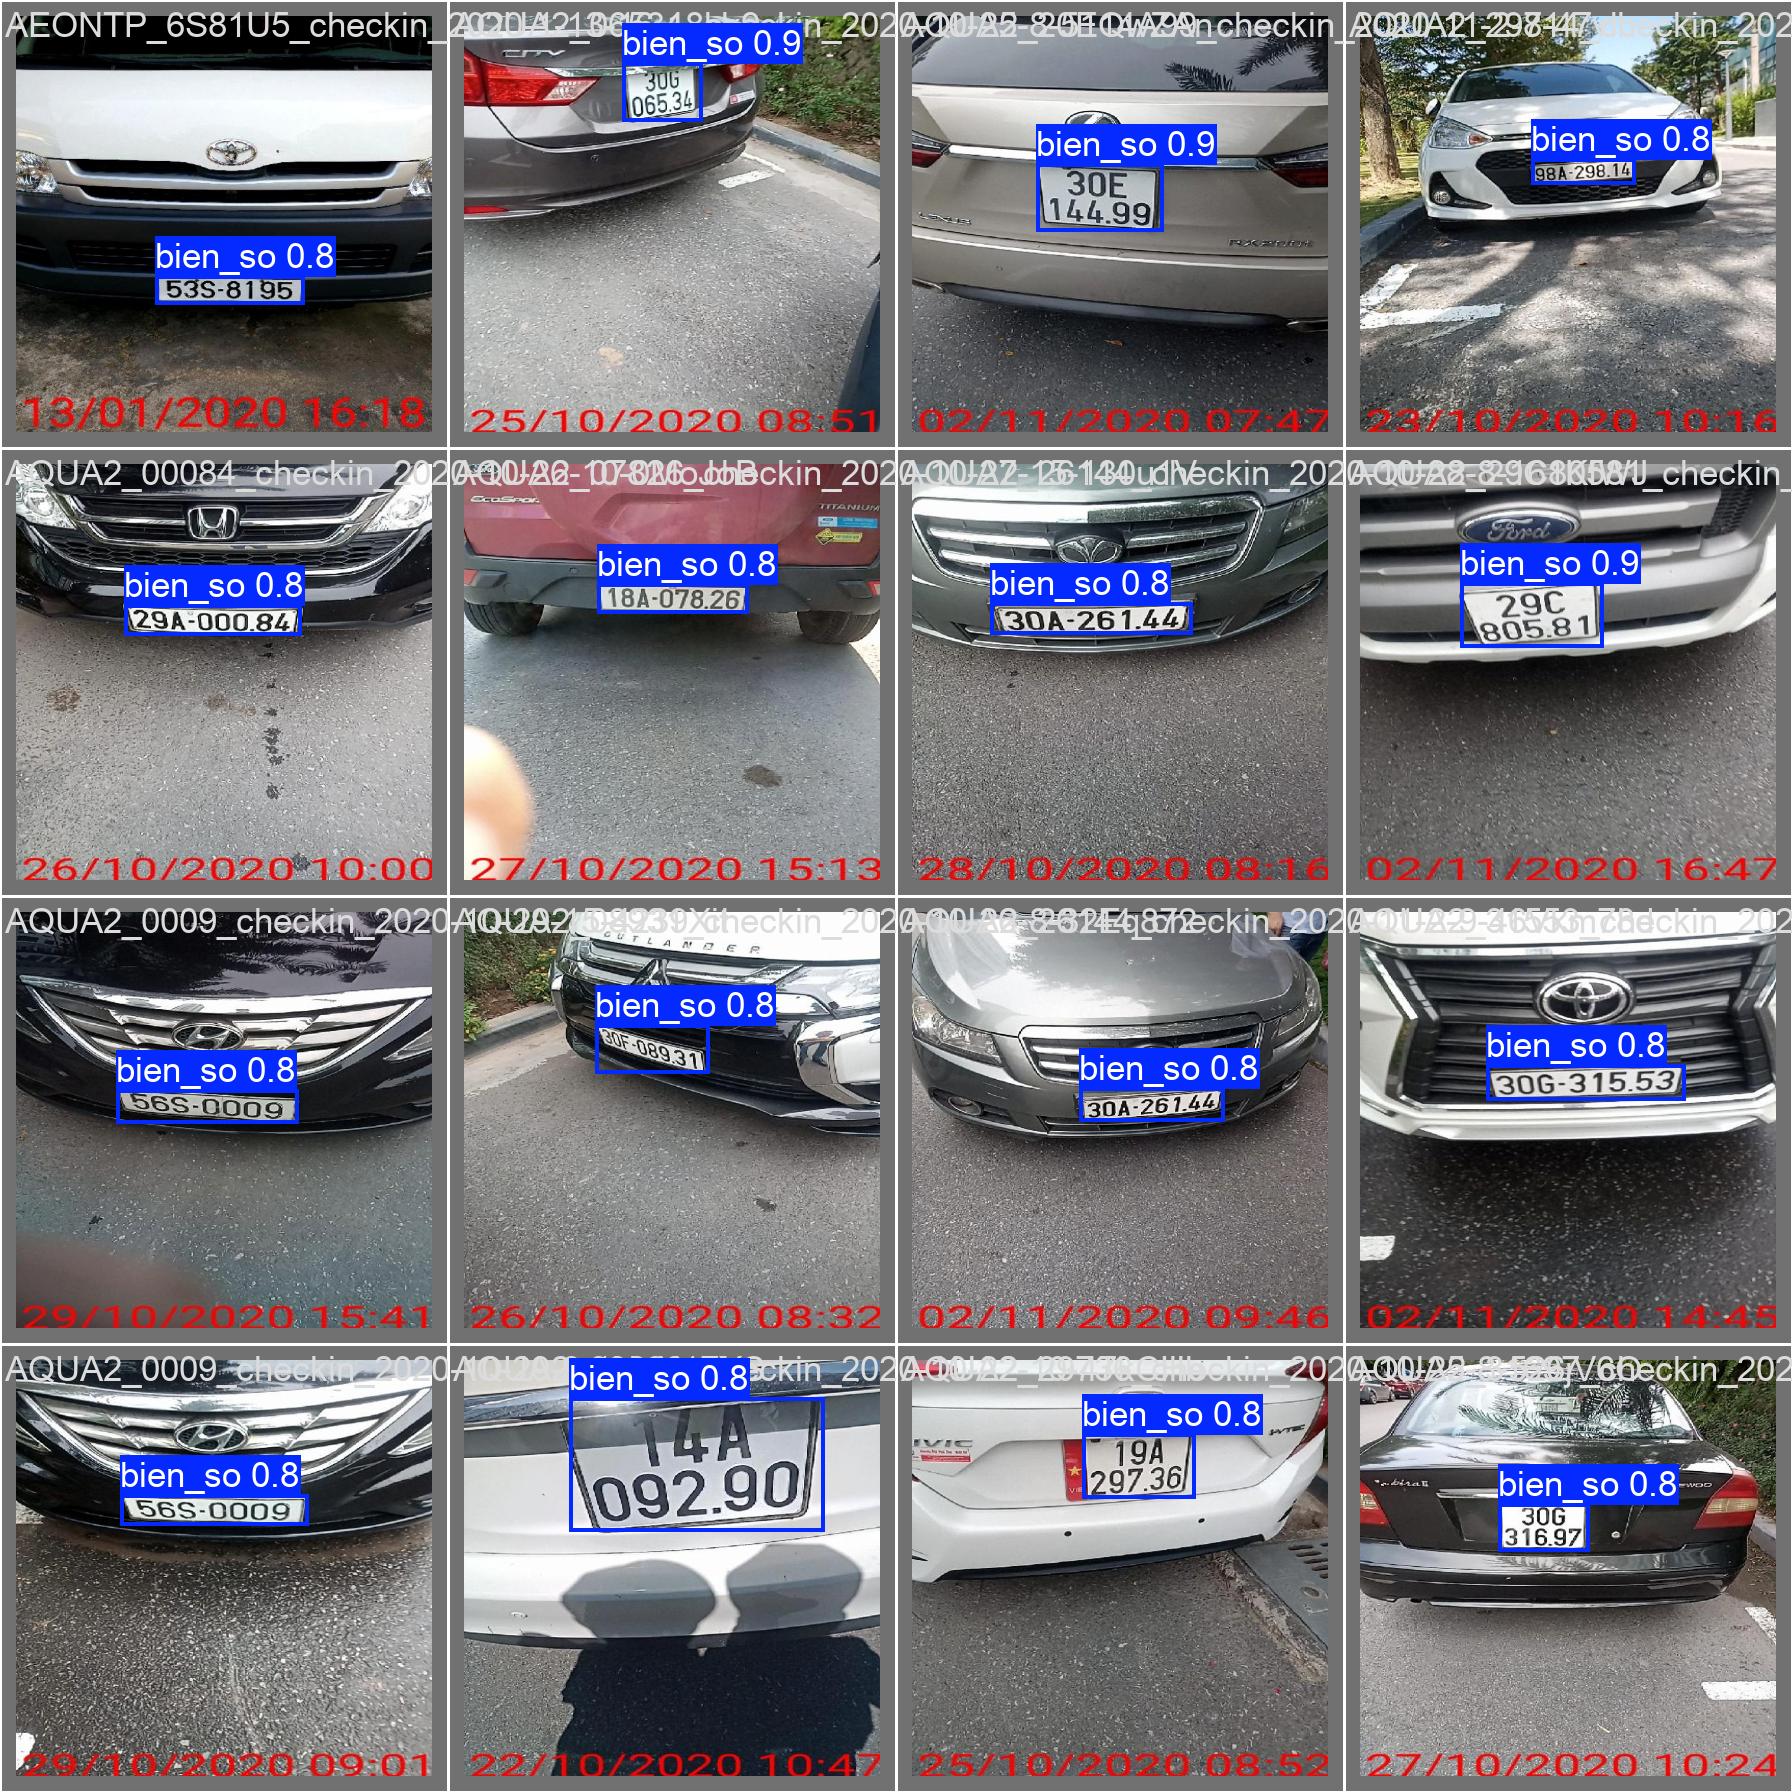 AEONTP_6S81U5_checkin_
bien_so 0.8
53S-8195
13/01/2020 16:18
CITY
bien_so 0.9
30G
065.34
25/10/2020 08:51
bien_so 0.9
30E
144.99
LEXUS
02/11/2020 07:47
bien_so 0.8
98A-298.14
23/10/2020 10:16
AQUA2_00084_checkin_2020
bien_so 0.8
29A-000.84
26/10/2020 10:00
EcoSport
TITANIUM
bien_so 0.8
18A-078.26
27/10/2020 15:13
bien_so 0.8
30A-261.44
28/10/2020 08:16
Ford
bien_so 0.9
29C
805.81
02/11/2020 16:47
AQUA2_0009_checkin_2020
bien_so 0.8
56S-0009
29/10/2020 15:41
OUTLANDER
bien_so 0.8
30F-089.31
26/10/2020 08:32
bien_so 0.8
30A-261.44
02/11/2020 09:46
bien_so 0.8
30G-315.53
02/11/2020 14:45
AQUA2_0009_checkin_2020
bien_so 0.8
56S-0009
29/10/2020 09:01
bien_so 0.8
14A
092.90
22/10/2020 10:47
bien_so 0.8
19A
297.36
25/10/2020 08:52
bien_so 0.8
30G
316.97
27/10/2020 10:24